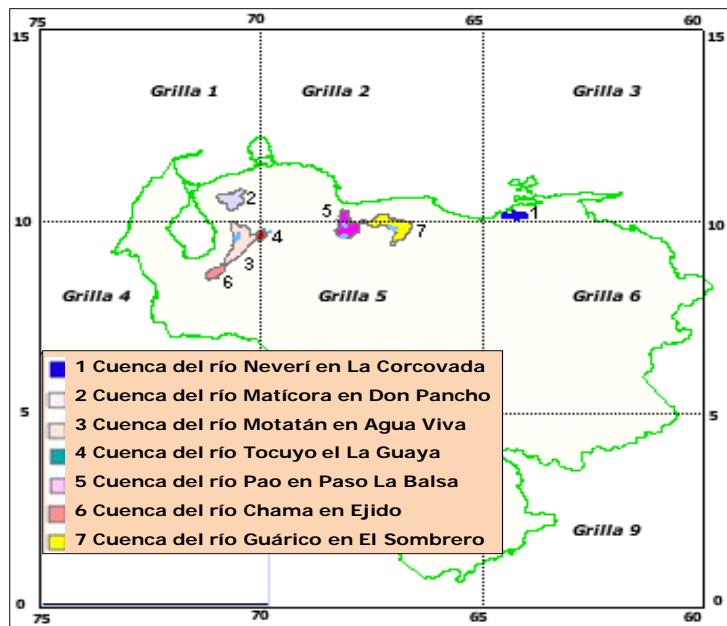 75 70 65 60
15 15
Grilla 1 Grilla 2 Grilla 3
2
5 1
10 10
4 7
3
6
Grilla 4 Grilla 5 Grilla 6
1 Cuenca del río Neverí en La Corcovada
2 Cuenca del río Matícora en Don Pancho
3 Cuenca del río Motatán en Agua Viva
4 Cuenca del río Tocuyo el La Guaya
5 Cuenca del río Pao en Paso La Balsa
6 Cuenca del río Chama en Ejido
7 Cuenca del río Guárico en El Sombrero
5 5
Grilla 9
0 0
75 70 65 60